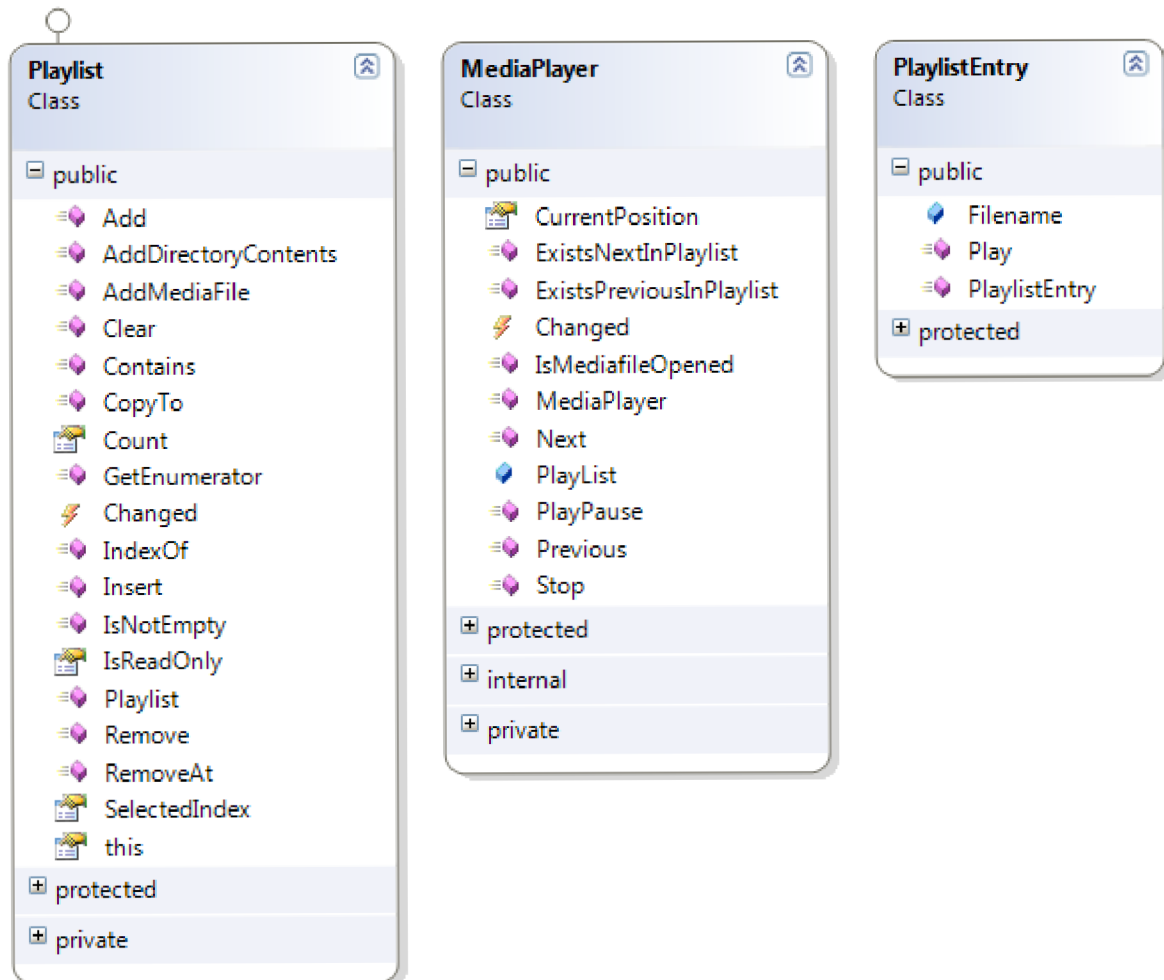 Playlist
Class
public
Add
AddDirectoryContents
AddMediaFile
Clear
Contains
CopyTo
Count
GetEnumerator
Changed
IndexOf
Insert
IsNotEmpty
IsReadOnly
Playlist
Remove
RemoveAt
SelectedIndex
this
protected
private
MediaPlayer
Class
public
CurrentPosition
ExistsNextInPlaylist
ExistsPreviousInPlaylist
Changed
IsMediafileOpened
MediaPlayer
Next
PlayList
PlayPause
Previous
Stop
protected
internal
private
PlaylistEntry
Class
public
Filename
Play
PlaylistEntry
protected